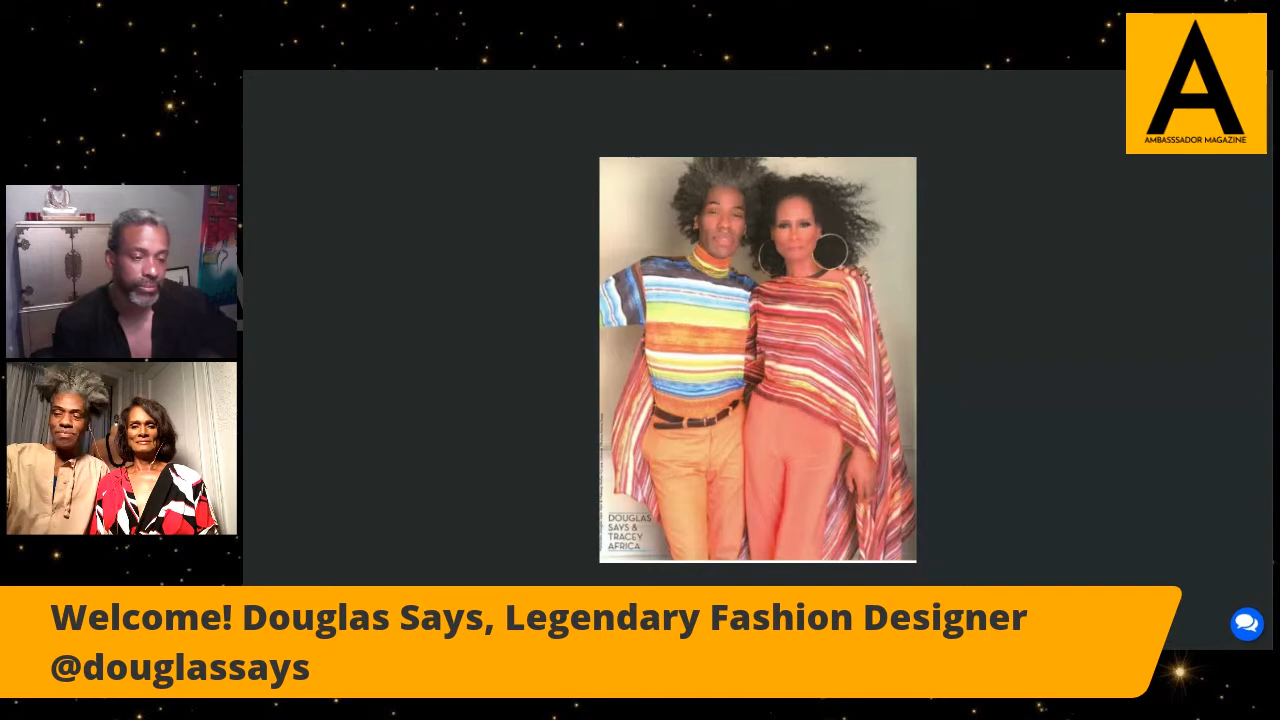 AMBASSSADOR MAGAZINE
DOUGLAS
SAYS &
TRACEY
AFRICA
Welcome! Douglas Says, Legendary Fashion Designer
@douglassays